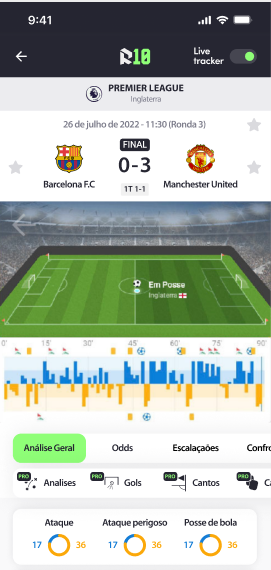 9:41
R10
Live
tracker
PREMIER LEAGUE
Inglaterra
26 de julho de 2022 - 11:30 (Ronda 3)
FINAL
0-3
Barcelona F.C
Manchester United
1T 1-1
Em Posse
Inglaterra
0' 15' 30' 45' 60' 75' 90'
Análise Geral Odds Escalaçaões Confro
PRO Analises PRO Gols PRO Cantos PRO Ca
Ataque Ataque perigoso Posse de bola
17 36 17 36 17 36